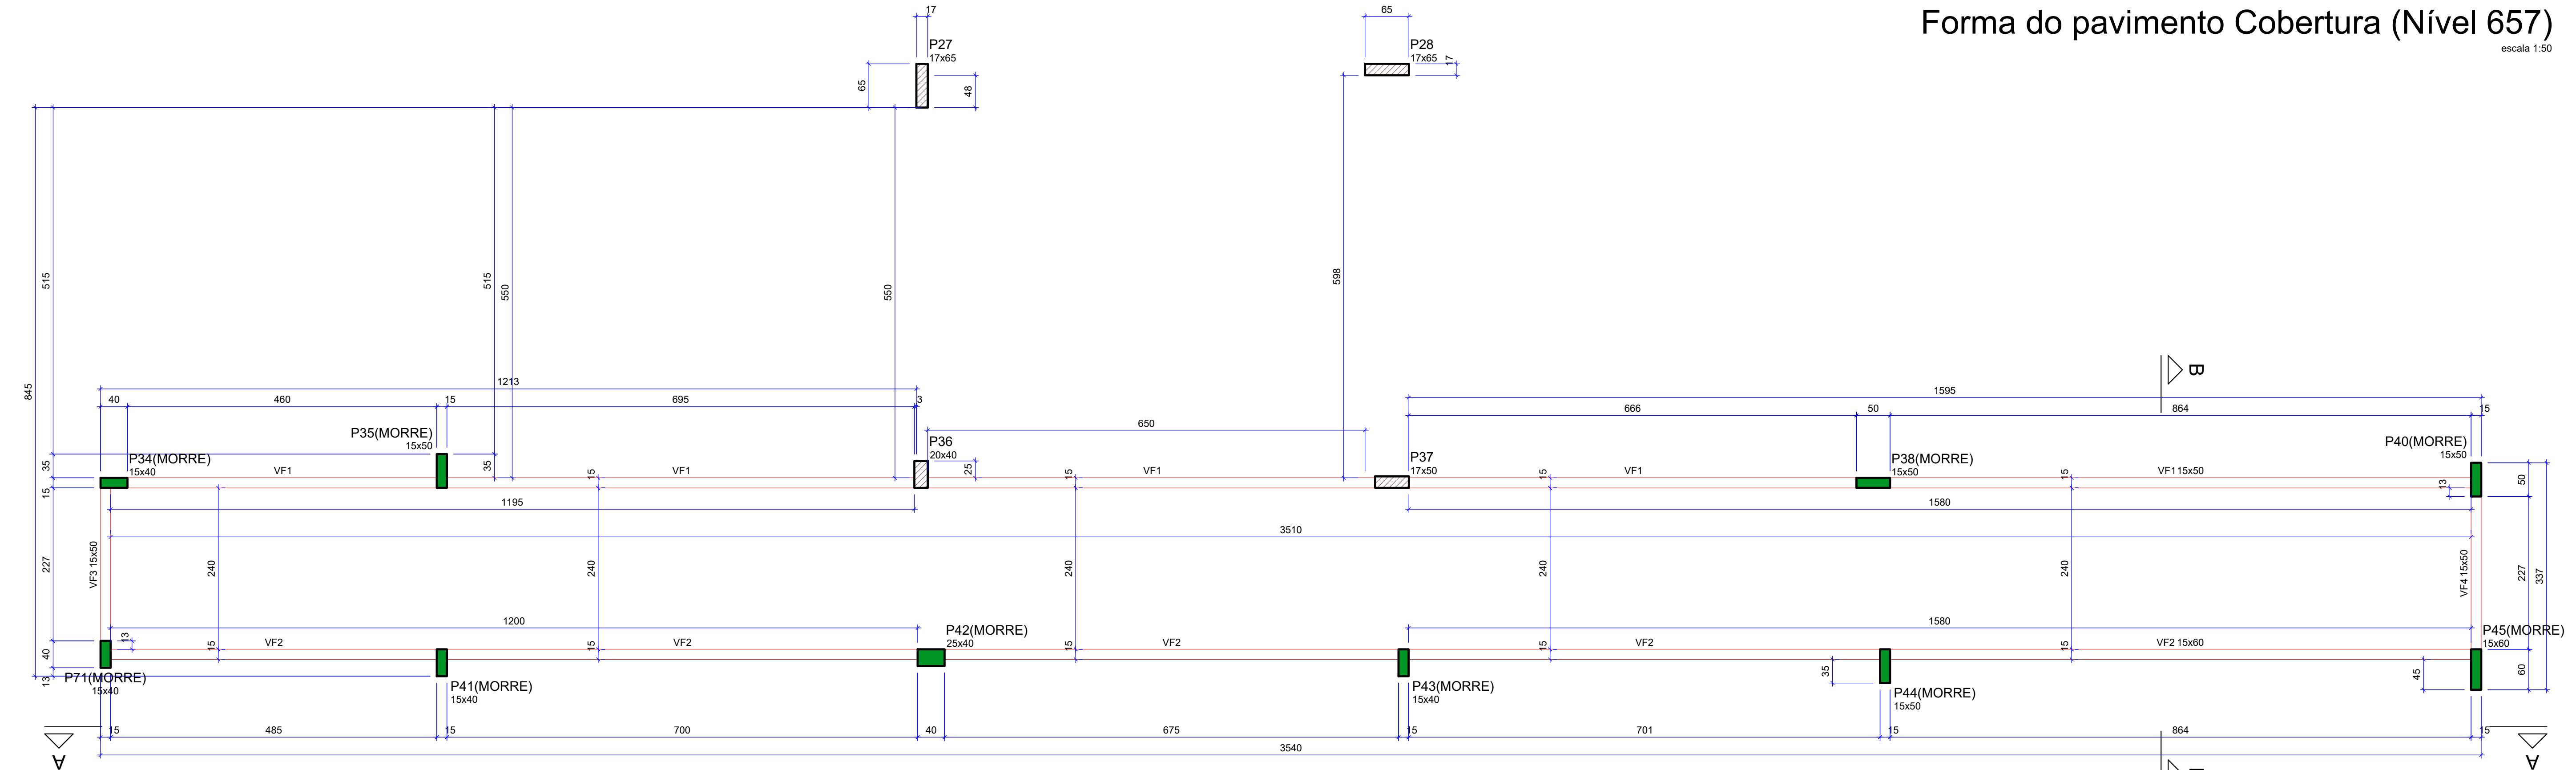 Forma do pavimento Cobertura (Nível 657)
escala 1:50
17
65
P27
17x65
P28
17x65
17
65
48
845
515
515
550
550
598
1213
1595
40
460
15
695
3
666
50
864
15
B
650
P35(MORRE)
15x50
P36
20x40
P40(MORRE)
15x50
P34(MORRE)
15x40
P37
17x50
P38(MORRE)
15x50
35
35
25
VF1
15
VF1
15
VF1
15
VF1
15
VF1 15x50
13
50
15
1195
1580
3510
227
VF3 15x50
240
240
240
240
240
VF4 15x50
227
337
1200
1580
P42(MORRE)
25x40
P45(MORRE)
15x60
13
15
VF2
15
VF2
15
VF2
15
VF2
15
VF2 15x60
40
13
P71(MORRE)
15x40
P41(MORRE)
15x40
P43(MORRE)
15x40
35
P44(MORRE)
15x50
45
60
15
485
15
700
40
675
15
701
15
864
15
3540
A
A